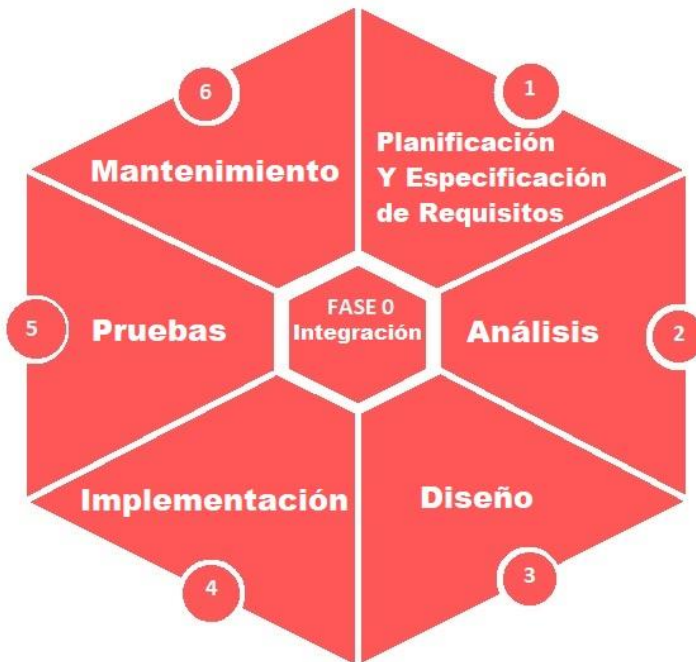 1
Planificación
Y Especificación
de Requisitos
2
Análisis
3
Diseño
4
Implementación
5
Pruebas
6
Mantenimiento
FASE 0
Integración